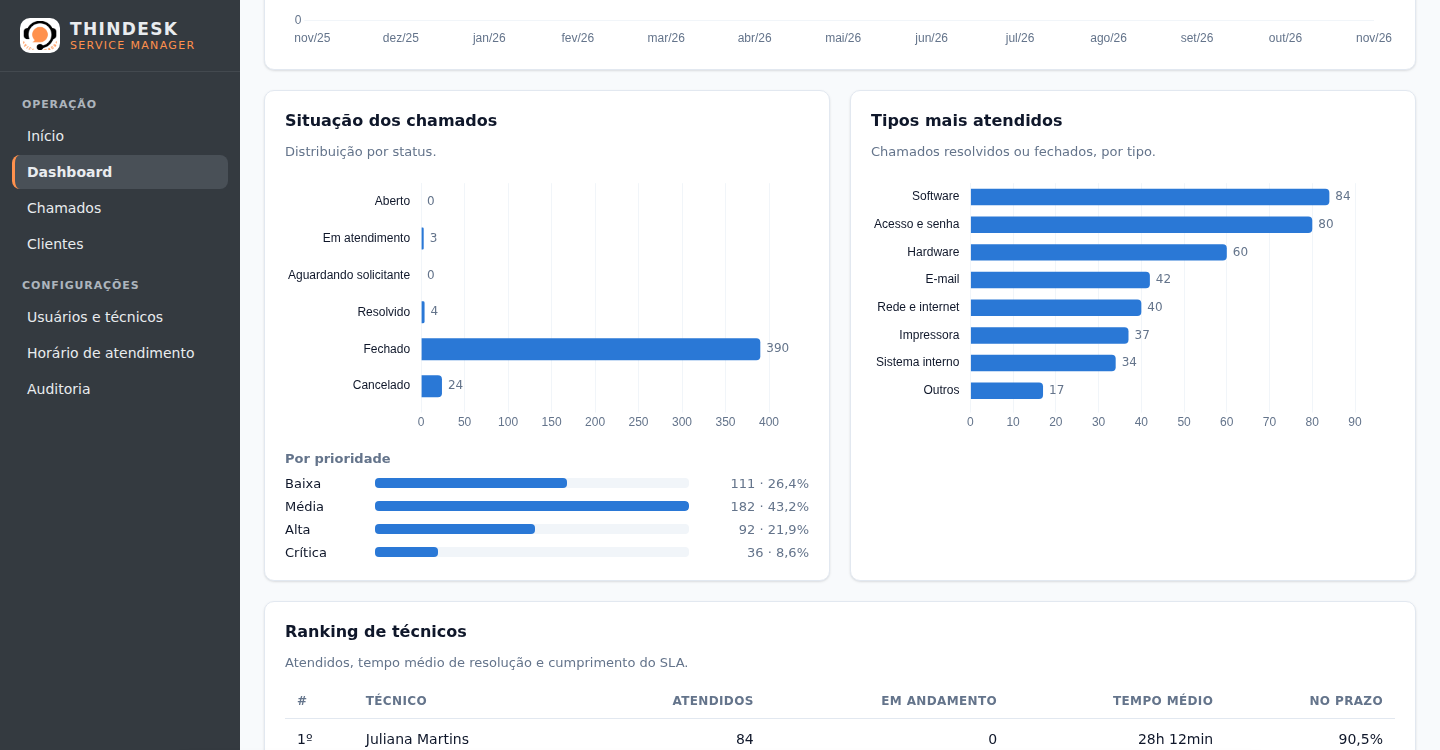 THINDESK
SERVICE MANAGER
OPERAÇÃO
Início
Dashboard
Chamados
Clientes
CONFIGURAÇÕES
Usuários e técnicos
Horário de atendimento
Auditoria
0
nov/25 dez/25 jan/26 fev/26 mar/26 abr/26 mai/26 jun/26 jul/26 ago/26 set/26 out/26 nov/26
Situação dos chamados
Distribuição por status.
Aberto 0
Em atendimento 3
Aguardando solicitante 0
Resolvido 4
Fechado 390
Cancelado 24
0 50 100 150 200 250 300 350 400
Por prioridade
Baixa 111 · 26,4%
Média 182 · 43,2%
Alta 92 · 21,9%
Crítica 36 · 8,6%
Tipos mais atendidos
Chamados resolvidos ou fechados, por tipo.
Software 84
Acesso e senha 80
Hardware 60
E-mail 42
Rede e internet 40
Impressora 37
Sistema interno 34
Outros 17
0 10 20 30 40 50 60 70 80 90
Ranking de técnicos
Atendidos, tempo médio de resolução e cumprimento do SLA.
# TÉCNICO ATENDIDOS EM ANDAMENTO TEMPO MÉDIO NO PRAZO
1º Juliana Martins 84 0 28h 12min 90,5%